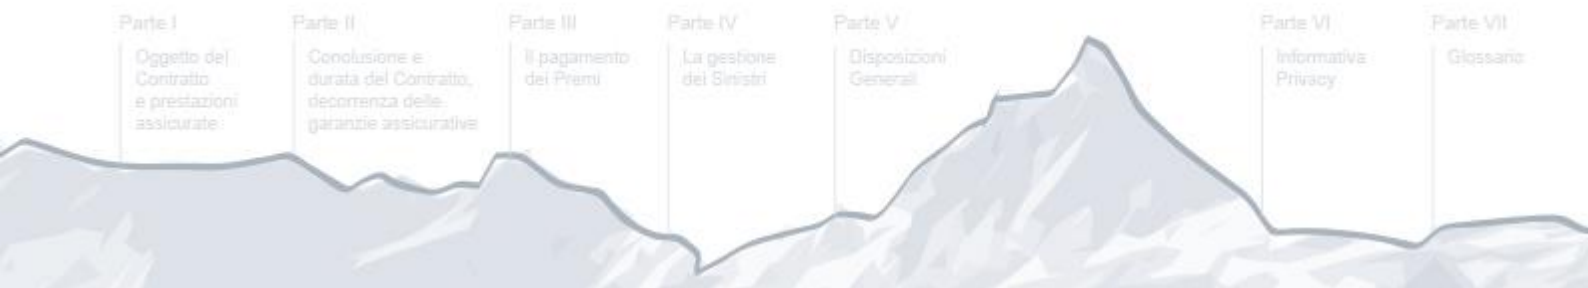 Parte I
Oggetto del
Contratto
e prestazioni
assicurate
Parte II
Conclusione e
durata del Contratto,
decorrenza delle
garanzie assicurative
Parte III
Il pagamento
dei Premi
Parte IV
La gestione
dei Sinistri
Parte V
Disposizioni
Generali
Parte VI
Informativa
Privacy
Parte VII
Glossario